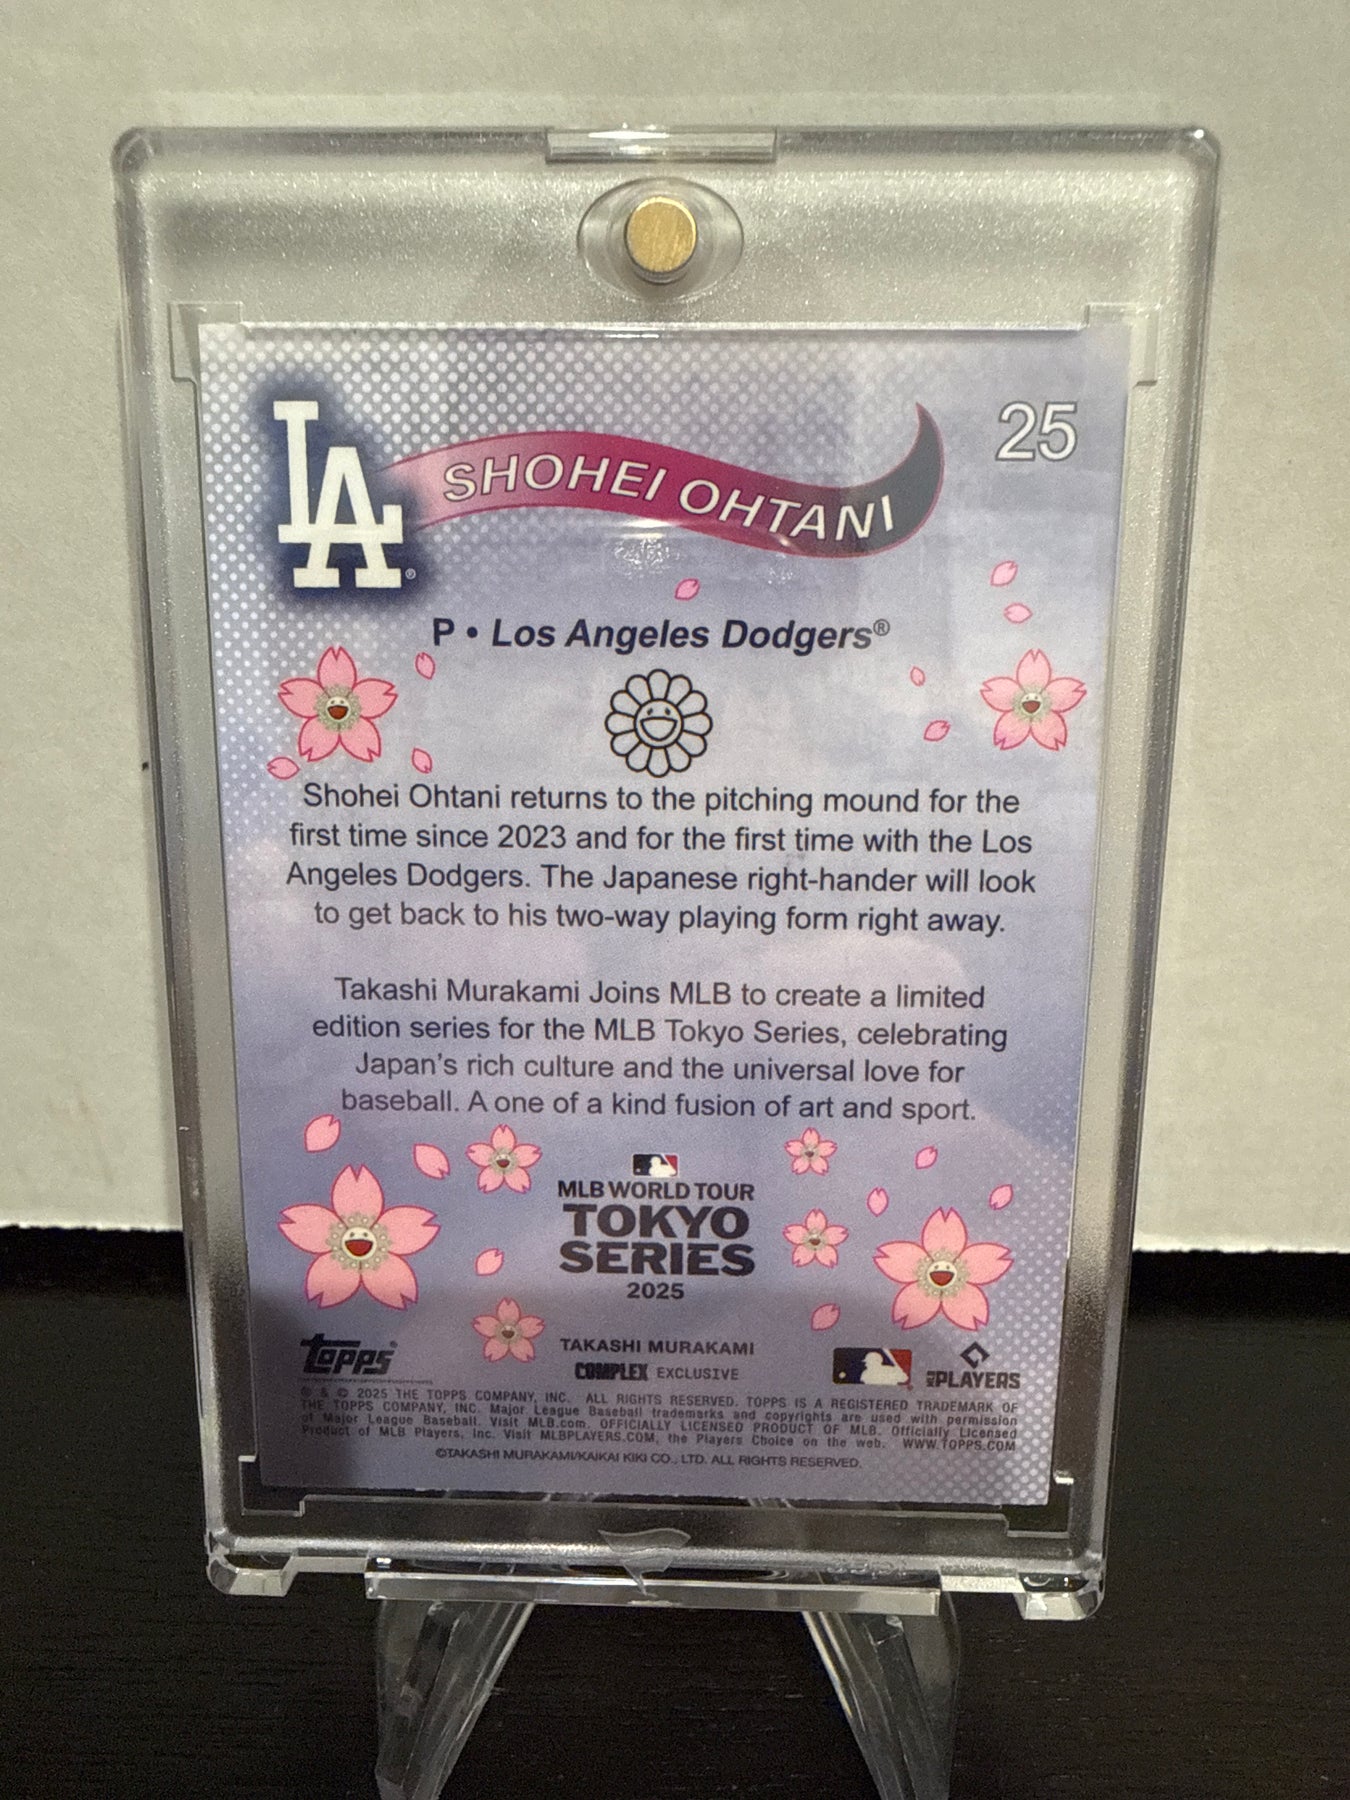 25
LA
SHOHEI OHTANI
P • Los Angeles Dodgers®
Shohei Ohtani returns to the pitching mound for the
first time since 2023 and for the first time with the Los
Angeles Dodgers. The Japanese right-hander will look
to get back to his two-way playing form right away.
Takashi Murakami Joins MLB to create a limited
edition series for the MLB Tokyo Series, celebrating
Japan's rich culture and the universal love for
baseball. A one of a kind fusion of art and sport.
MLB WORLD TOUR
TOKYO
SERIES
2025
Topps®
TAKASHI MURAKAMI
COMPLEX EXCLUSIVE
MLB PLAYERS
® & © 2025 THE TOPPS COMPANY, INC. ALL RIGHTS RESERVED. TOPPS IS A REGISTERED TRADEMARK OF
THE TOPPS COMPANY, INC. Major League Baseball trademarks and copyrights are used with permission
of Major League Baseball. Visit MLB.com. OFFICIALLY LICENSED PRODUCT OF MLB. Officially Licensed
Product of MLB Players, Inc. Visit MLBPLAYERS.COM, the Players Choice on the web. WWW.TOPPS.COM
©TAKASHI MURAKAMI/KAIKAI KIKI CO., LTD. ALL RIGHTS RESERVED.